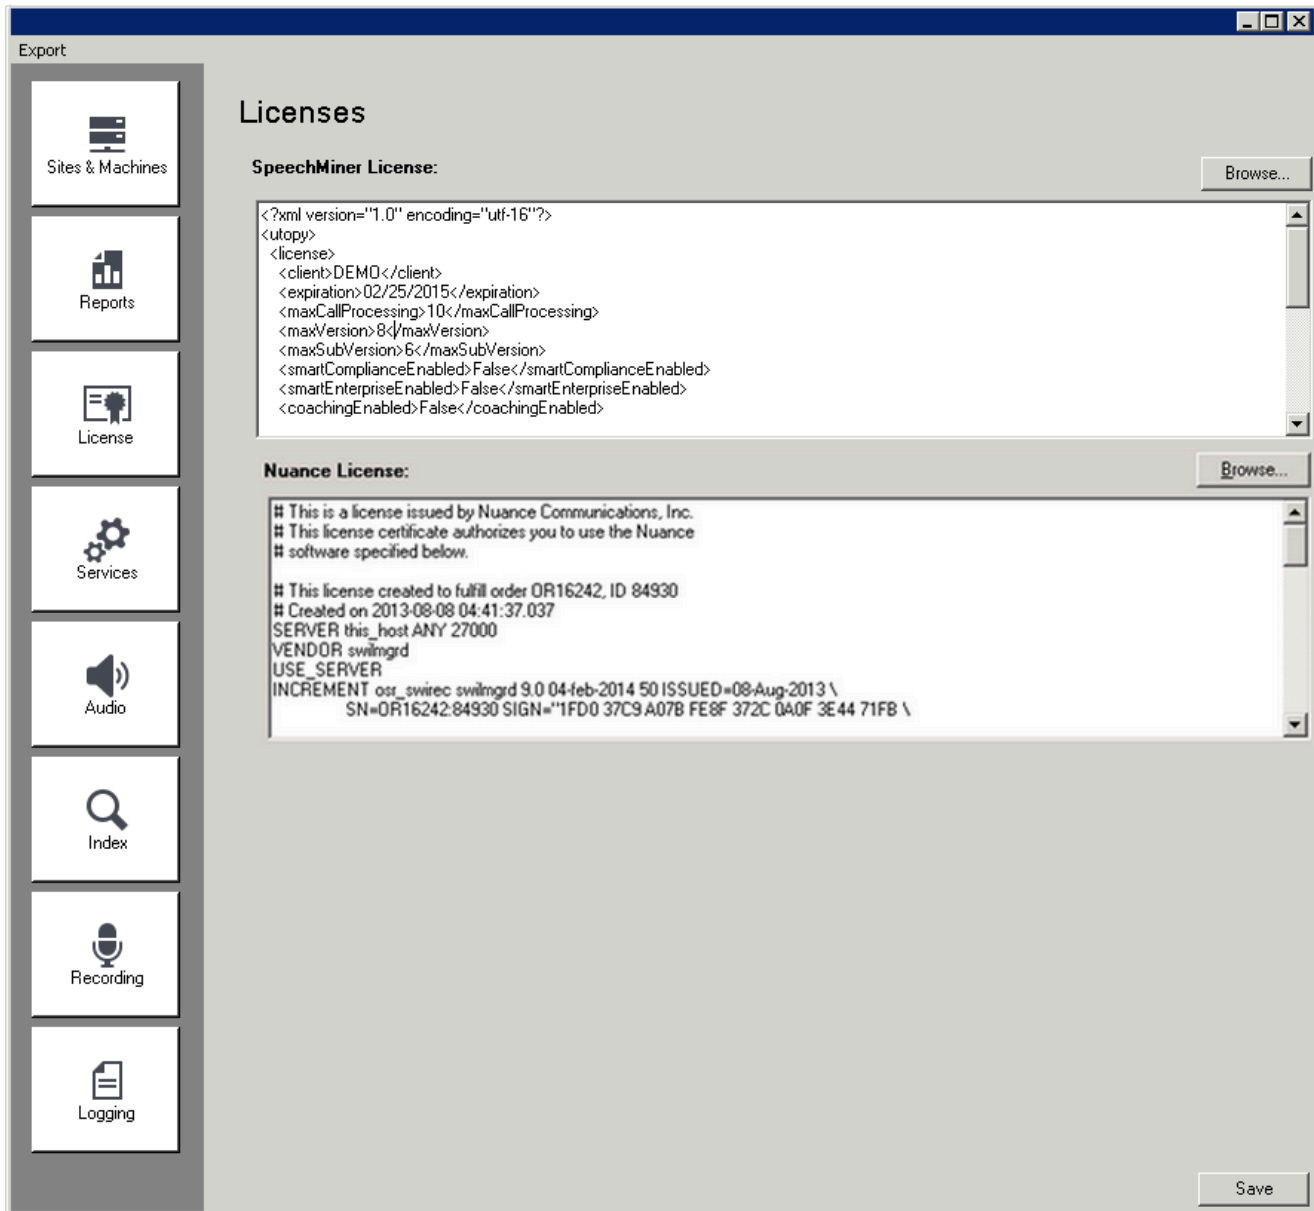 Export
Sites & Machines
Reports
License
Services
Audio
Index
Recording
Logging
Licenses
SpeechMiner License:
Browse...
<?xml version="1.0" encoding="utf-16"?>
<utopy>
<license>
<client>DEMO</client>
<expiration>02/25/2015</expiration>
<maxCallProcessing>10</maxCallProcessing>
<maxVersion>8</maxVersion>
<maxSubVersion>6</maxSubVersion>
<smartComplianceEnabled>False</smartComplianceEnabled>
<smartEnterpriseEnabled>False</smartEnterpriseEnabled>
<coachingEnabled>False</coachingEnabled>
Nuance License:
Browse...
# This is a license issued by Nuance Communications, Inc.
# This license certificate authorizes you to use the Nuance
# software specified below.
# This license created to fulfill order OR16242, ID 84930
# Created on 2013-08-08 04:41:37.037
SERVER this_host ANY 27000
VENDOR swilmgrd
USE_SERVER
INCREMENT osr_swirec swilmgrd 9.0 04-feb-2014 50 ISSUED=08-Aug-2013 \
SN=OR16242:84930 SIGN="1FD0 37C9 A07B FE8F 372C 0A0F 3E44 71FB \
Save